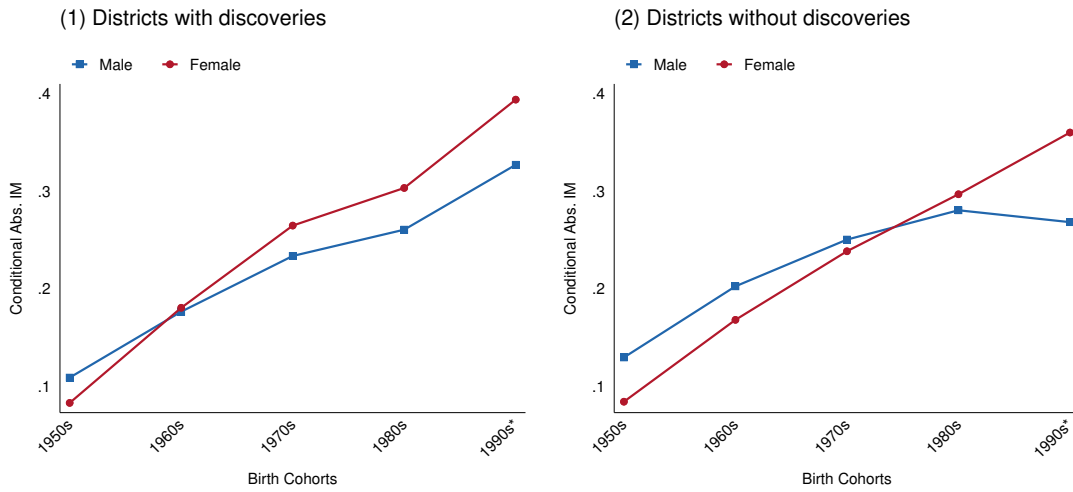 (1) Districts with discoveries
Male
Female
Conditional Abs. IM
.4
.3
.2
.1
1950s
1960s
1970s
1980s
1990s*
Birth Cohorts
(2) Districts without discoveries
Male
Female
Conditional Abs. IM
.4
.3
.2
.1
1950s
1960s
1970s
1980s
1990s*
Birth Cohorts